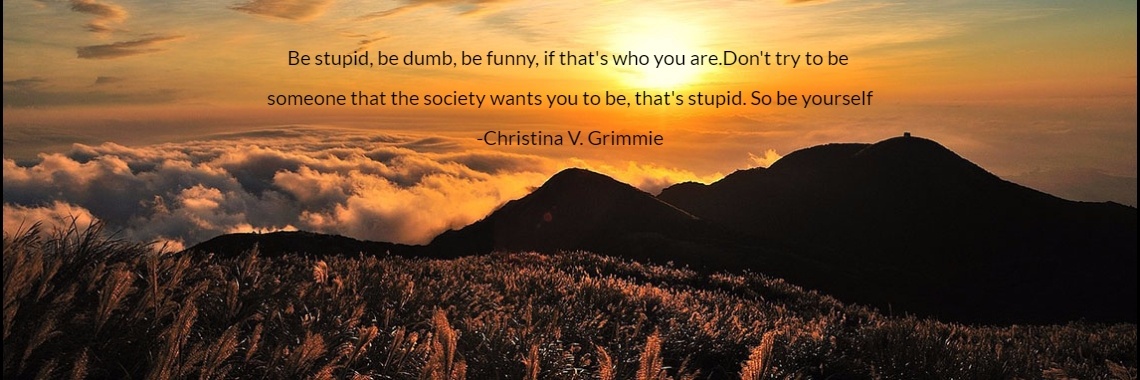 Be stupid, be dumb, be funny, if that's who you are.Don't try to be
someone that the society wants you to be, that's stupid. So be yourself
-Christina V. Grimmie